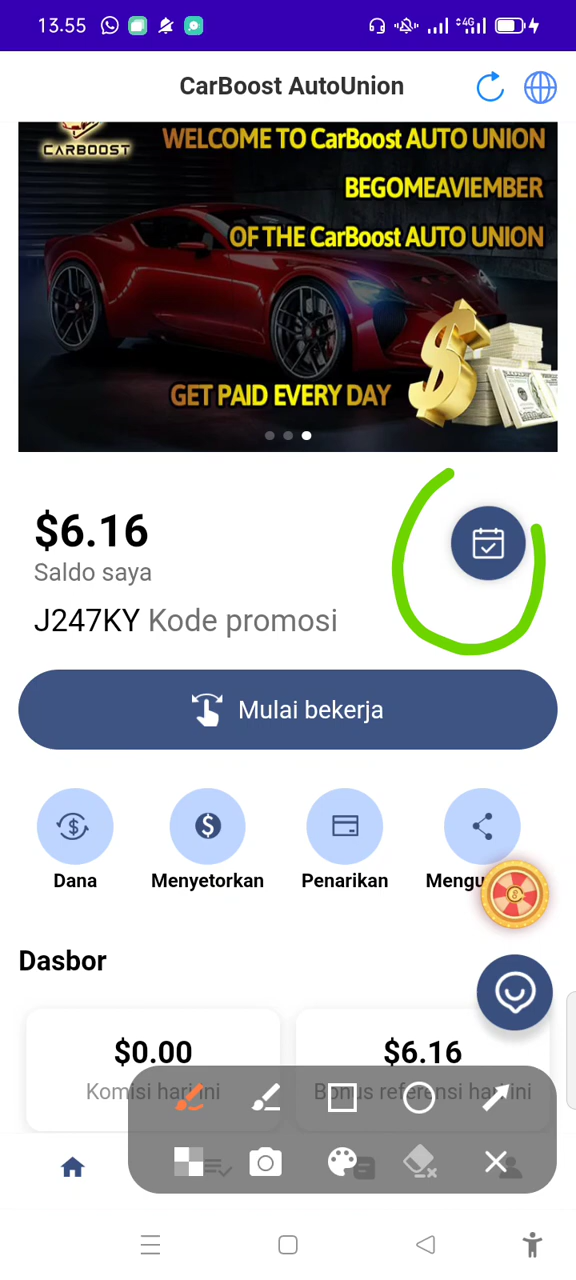 13.55
4G
CarBoost AutoUnion
CARBOOST
WELCOME TO CarBoost AUTO UNION
BEGOMEAVIEMBER
OF THE CarBoost AUTO UNION
GET PAID EVERY DAY
$6.16
Saldo saya
J247KY Kode promosi
Mulai bekerja
Dana
Menyetorkan
Penarikan
Dasbor
$0.00
$6.16
Komisi hari ini
Bonus referensi hari ini